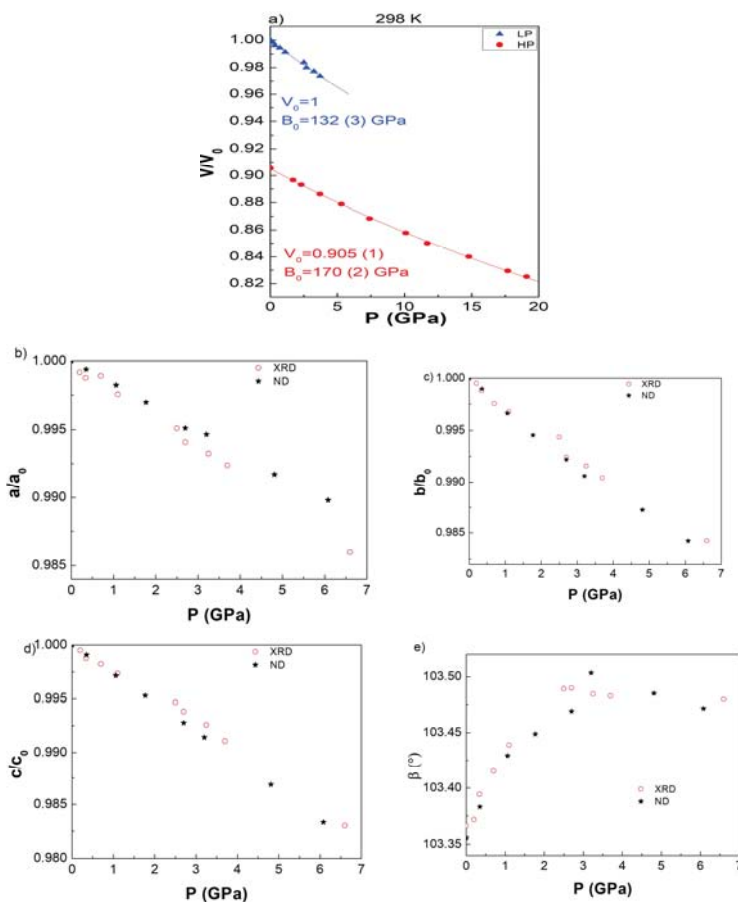 a) 298 K
LP
HP
1.00
0.98
0.96
0.94
0.92
0.90
0.88
0.86
0.84
0.82
V/V0
V0=1
B0=132 (3) GPa
V0=0.905 (1)
B0=170 (2) GPa
0 5 10 15 20
P (GPa)
b)
1.000
0.995
0.990
0.985
a/a0
XRD
ND
0 1 2 3 4 5 6 7
P (GPa)
c)
1.000
0.995
0.990
0.985
b/b0
XRD
ND
0 1 2 3 4 5 6 7
P (GPa)
d)
1.000
0.995
0.990
0.985
0.980
c/c0
XRD
ND
0 1 2 3 4 5 6 7
P (GPa)
e)
103.50
103.45
103.40
103.35
β (°)
XRD
ND
0 1 2 3 4 5 6 7
P (GPa)